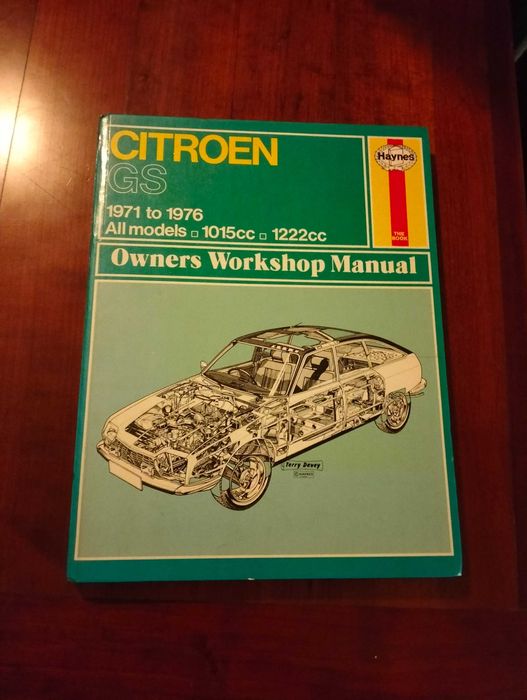 CITROEN
GS
Haynes
1971 to 1976
All models 1015cc 1222cc
THE
BOOK
Owners Workshop Manual
Terry Davey